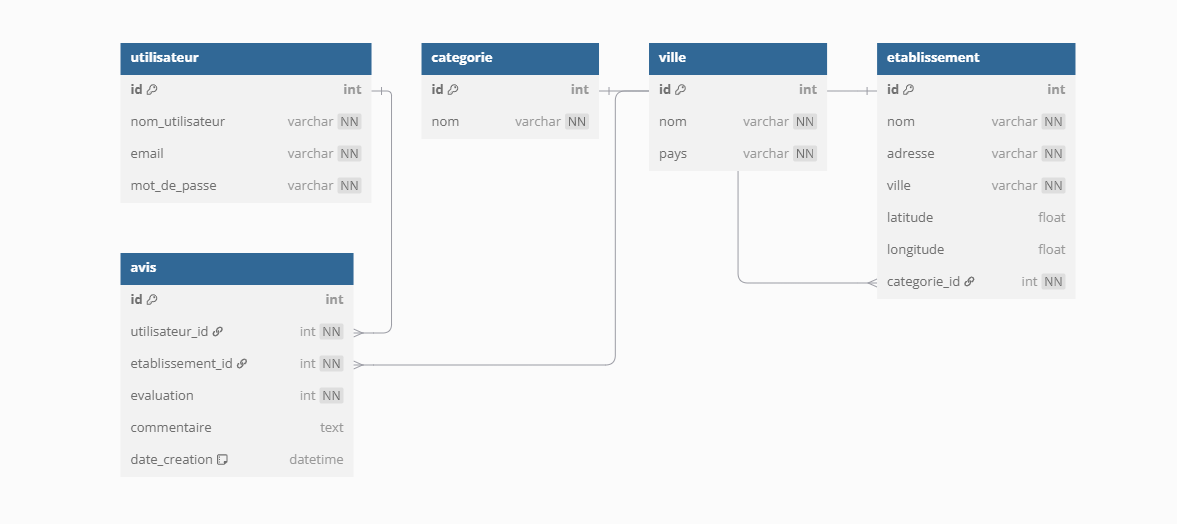 utilisateur
id int
nom_utilisateur varchar NN
email varchar NN
mot_de_passe varchar NN
categorie
id int
nom varchar NN
ville
id int
nom varchar NN
pays varchar NN
etablissement
id int
nom varchar NN
adresse varchar NN
ville varchar NN
latitude float
longitude float
categorie_id int NN
avis
id int
utilisateur_id int NN
etablissement_id int NN
evaluation int NN
commentaire text
date_creation datetime